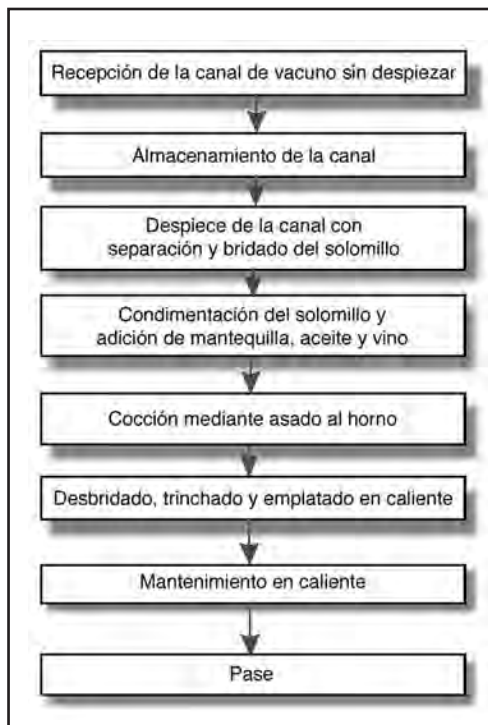 Recepción de la canal de vacuno sin despiezar
Almacenamiento de la canal
Despiece de la canal con
separación y bridado del solomillo
Condimentación del solomillo y
adición de mantequilla, aceite y vino
Cocción mediante asado al horno
Desbridado, trinchado y emplatado en caliente
Mantenimiento en caliente
Pase